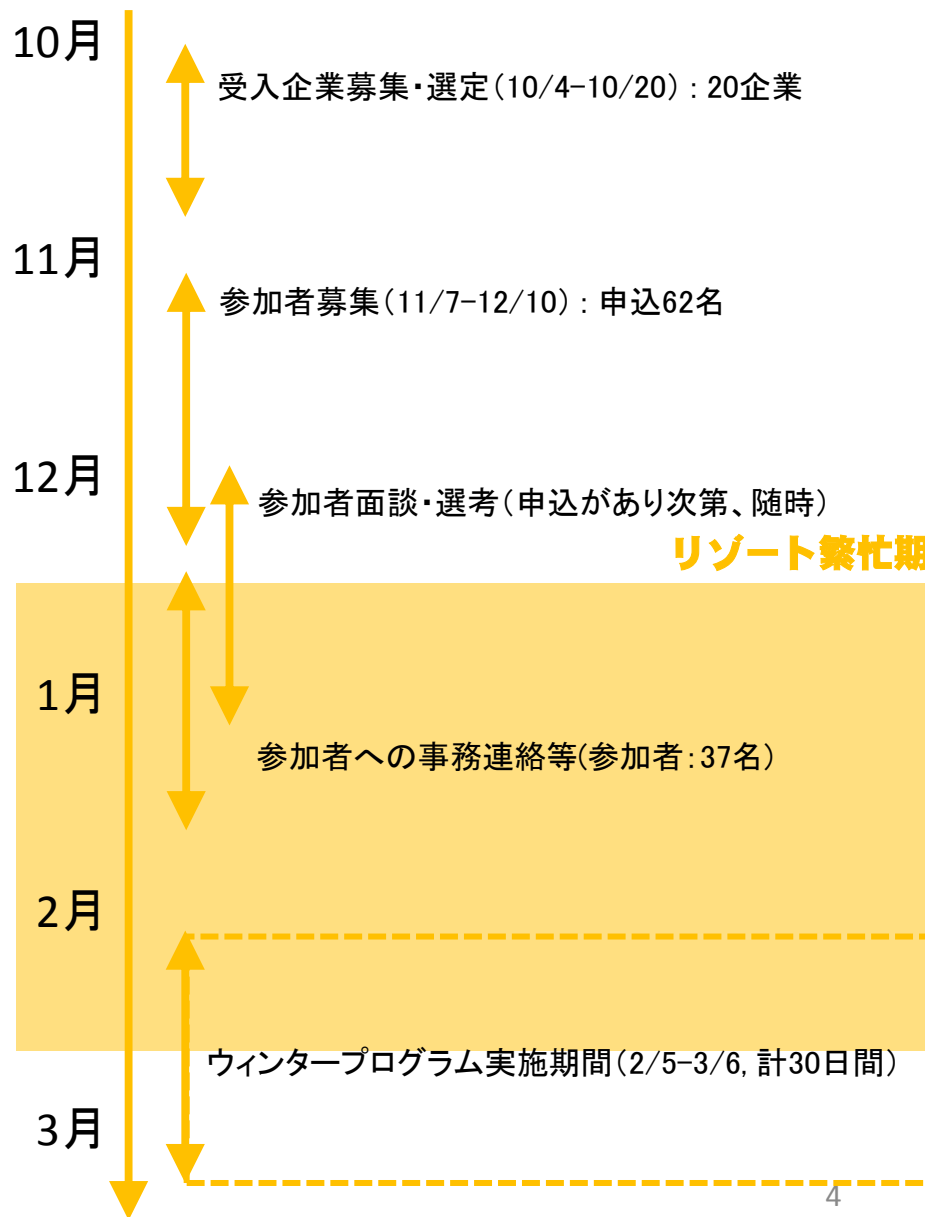 10月
受入企業募集・選定(10/4-10/20)：20企業
11月
参加者募集(11/7-12/10)：申込62名
12月
参加者面談・選考(申込があり次第、随時)
リゾート繁忙期
1月
参加者への事務連絡等(参加者：37名)
2月
ウィンタープログラム実施期間(2/5-3/6, 計30日間)
3月
4